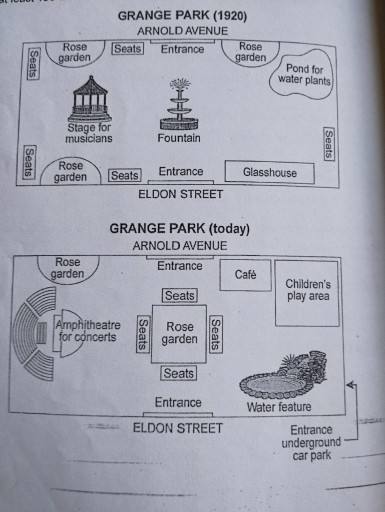 GRANGE PARK (1920)
ARNOLD AVENUE
Rose
garden
Seats
Entrance
Rose
garden
Seats
Pond for
water plants
Stage for
musicians
Fountain
Seats
Seats
Rose
garden
Seats
Entrance
Glasshouse
ELDON STREET
GRANGE PARK (today)
ARNOLD AVENUE
Rose
garden
Entrance
Café
Children's
play area
Seats
Amphitheatre
for concerts
Seats
Rose
garden
Seats
Seats
Entrance
Water feature
ELDON STREET
Entrance
underground
car park